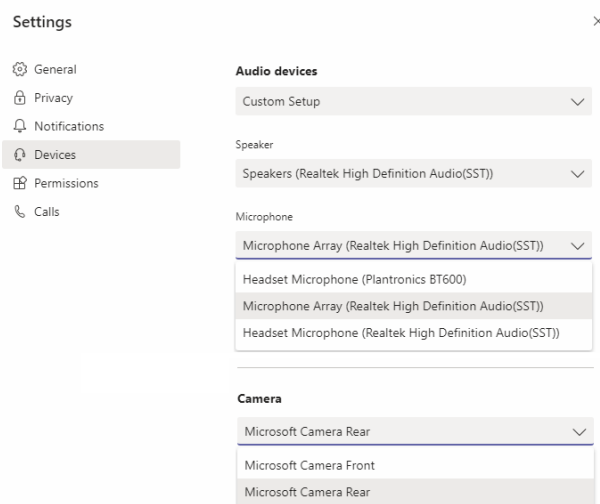 Settings
General
Privacy
Notifications
Devices
Permissions
Calls
Audio devices
Custom Setup
Speaker
Speakers (Realtek High Definition Audio(SST))
Microphone
Microphone Array (Realtek High Definition Audio(SST))
Headset Microphone (Plantronics BT600)
Microphone Array (Realtek High Definition Audio(SST))
Headset Microphone (Realtek High Definition Audio(SST))
Camera
Microsoft Camera Rear
Microsoft Camera Front
Microsoft Camera Rear